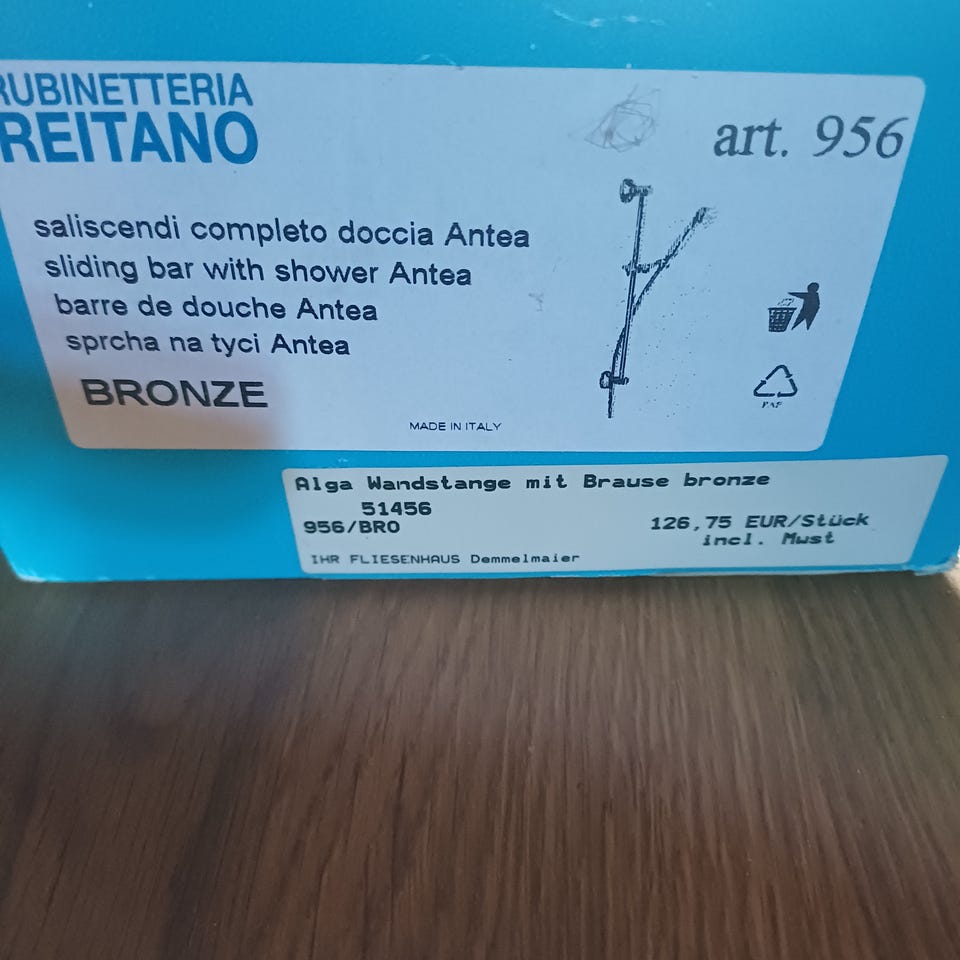 RUBINETTERIA
REITANO
art. 956
saliscendi completo doccia Antea
sliding bar with shower Antea
barre de douche Antea
sprcha na tyci Antea
BRONZE
PAP
MADE IN ITALY
Alga Wandstange mit Brause bronze
51456
956/BRO
126,75 EUR/Stück
incl. Mwst
IHR FLIESENHAUS Demmelmaier